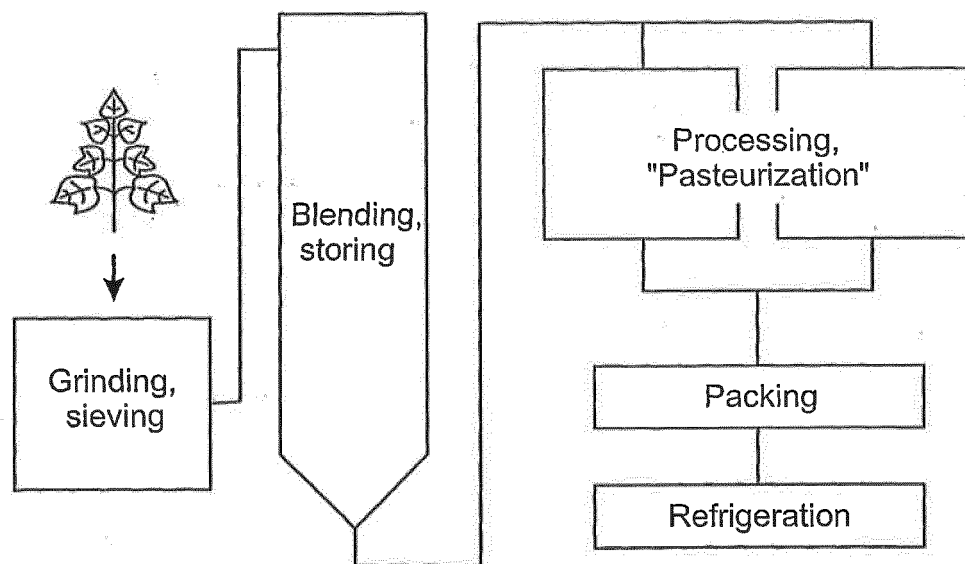 Grinding,
sieving
Blending,
storing
Processing,
"Pasteurization"
Packing
Refrigeration